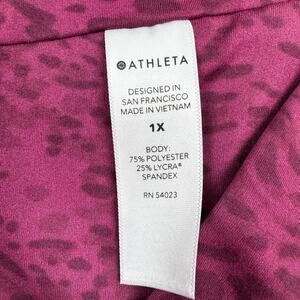 ATHLETA
DESIGNED IN
SAN FRANCISCO
MADE IN VIETNAM
1X
BODY:
75% POLYESTER
25% LYCRA®
SPANDEX
RN 54023